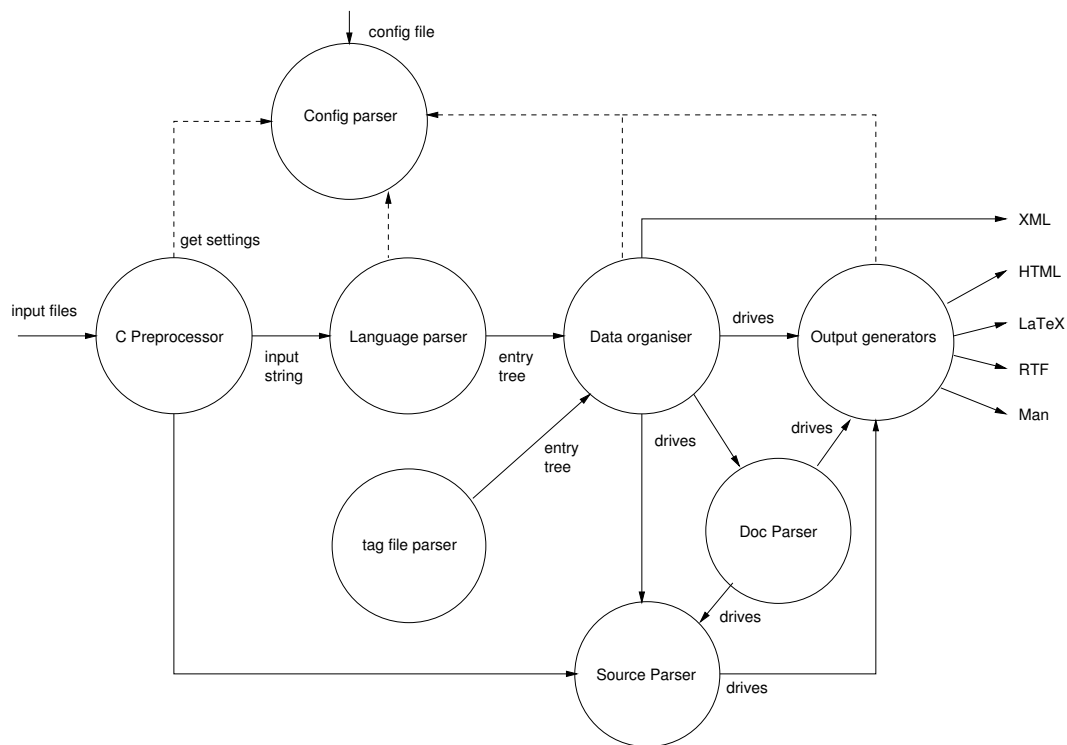 config file
Config parser
get settings
XML
HTML
input files
LaTeX
drives
C Preprocessor
Language parser
Data organiser
Output generators
input
string
entry
tree
RTF
Man
drives
drives
entry
tree
Doc Parser
tag file parser
drives
Source Parser
drives